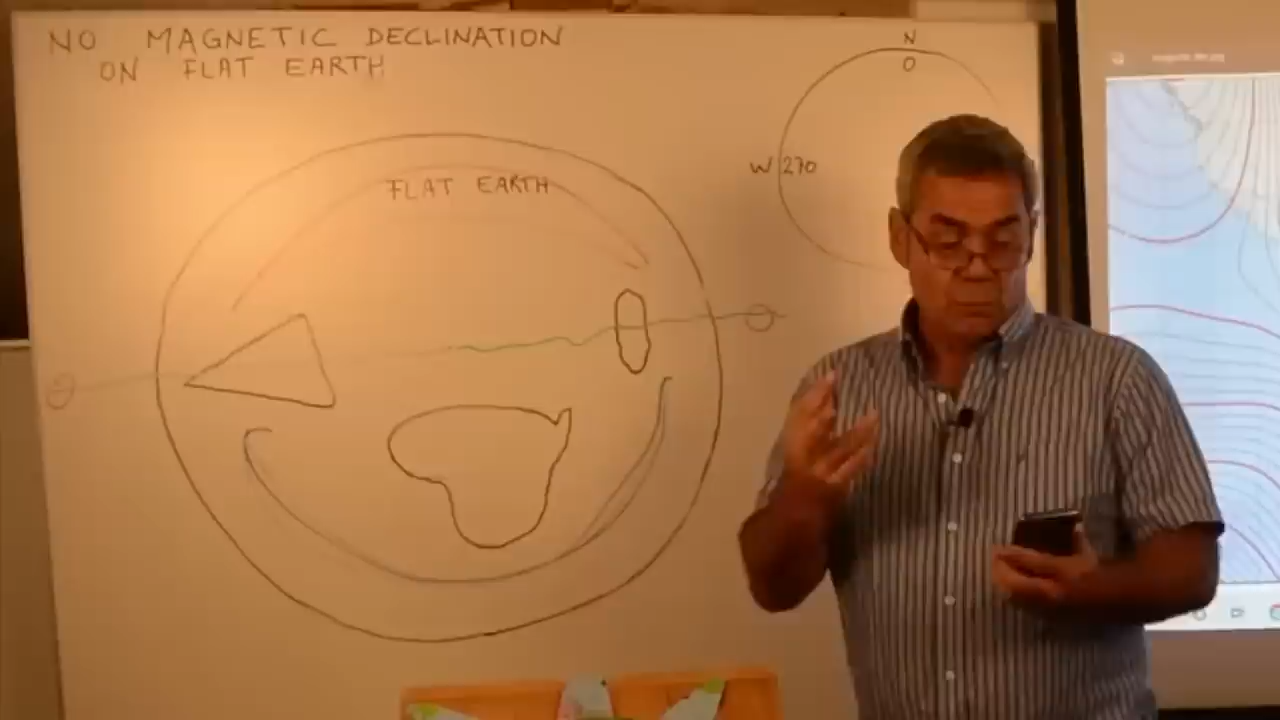 NO MAGNETIC DECLINATION
ON FLAT EARTH
FLAT EARTH
N
0
W 270